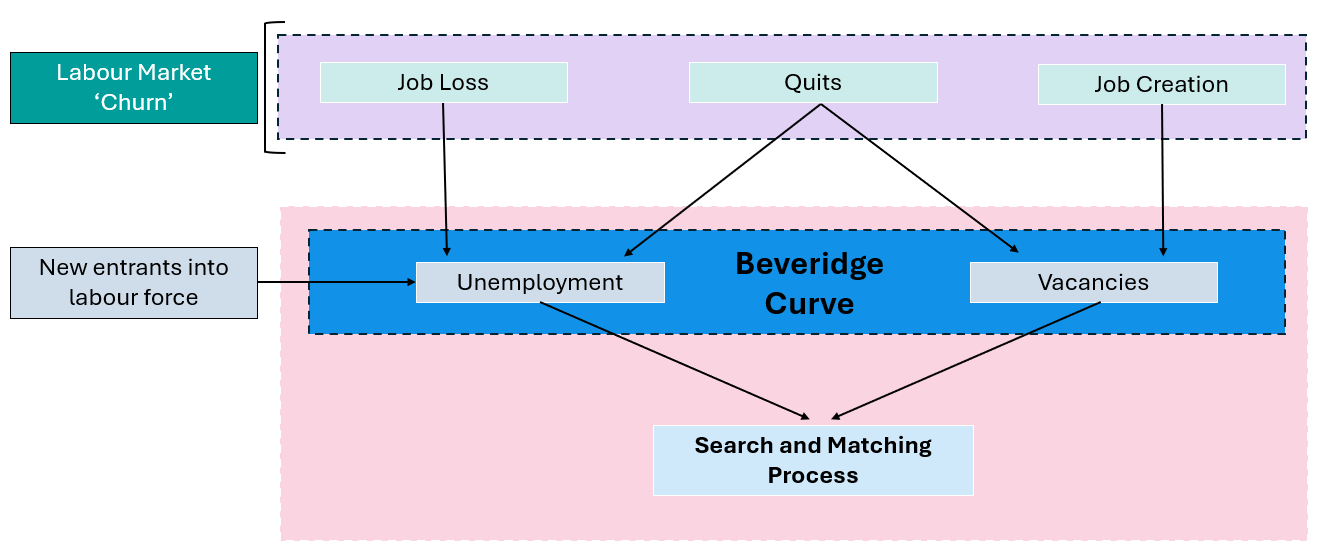 Labour Market
‘Churn’
Job Loss
Quits
Job Creation
New entrants into
labour force
Unemployment
Beveridge
Curve
Vacancies
Search and Matching
Process